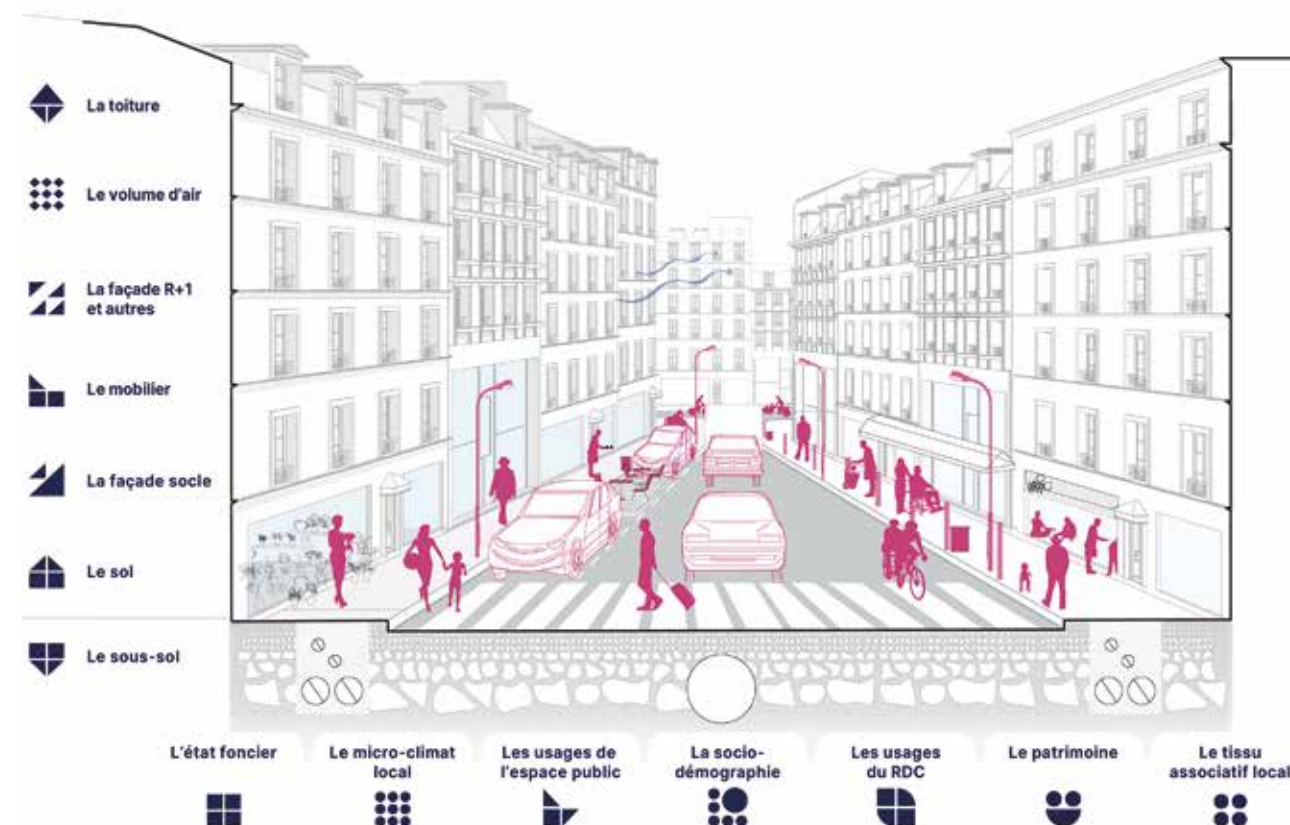 La toiture
Le volume d'air
La façade R+1
et autres
Le mobilier
La façade socle
Le sol
Le sous-sol
L'état foncier
Le micro-climat
local
Les usages de
l'espace public
La socio-
démographie
Les usages
du RDC
Le patrimoine
Le tissu
associatif local